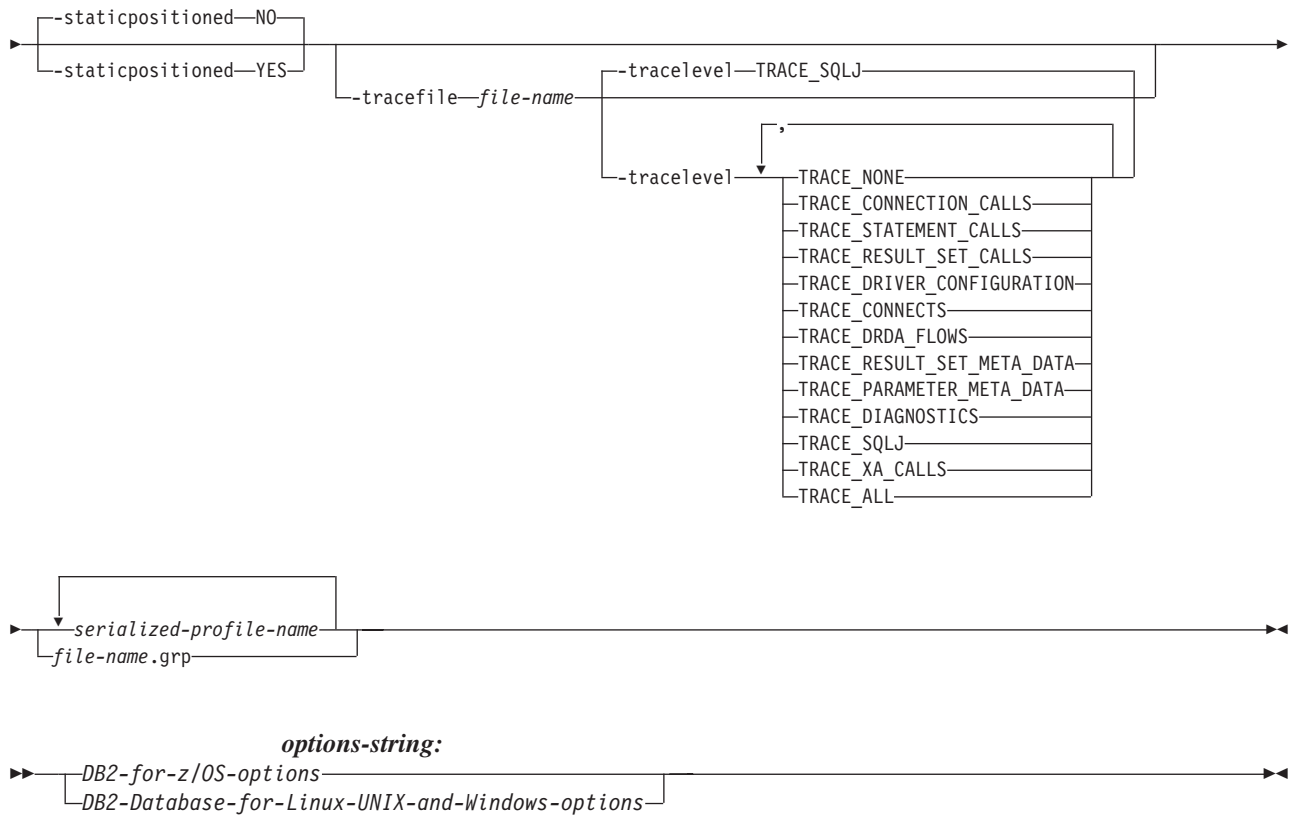 -staticpositioned NO
-staticpositioned YES
-tracelevel TRACE_SQLJ
-tracefile file-name
,
-tracelevel TRACE_NONE
TRACE_CONNECTION_CALLS
TRACE_STATEMENT_CALLS
TRACE_RESULT_SET_CALLS
TRACE_DRIVER_CONFIGURATION
TRACE_CONNECTS
TRACE_DRDA_FLOWS
TRACE_RESULT_SET_META_DATA
TRACE_PARAMETER_META_DATA
TRACE_DIAGNOSTICS
TRACE_SQLJ
TRACE_XA_CALLS
TRACE_ALL
serialized-profile-name
file-name.grp
options-string:
DB2-for-z/OS-options
DB2-Database-for-Linux-UNIX-and-Windows-options